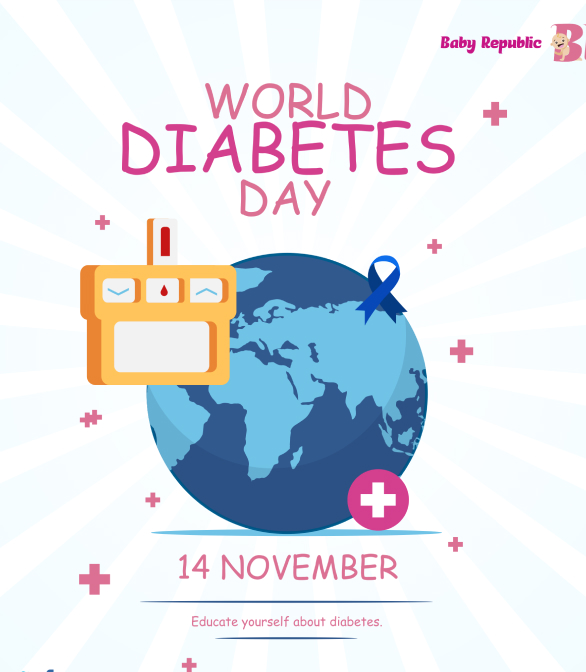 Baby Republic
WORLD
DIABETES
DAY
14 NOVEMBER
Educate yourself about diabetes.